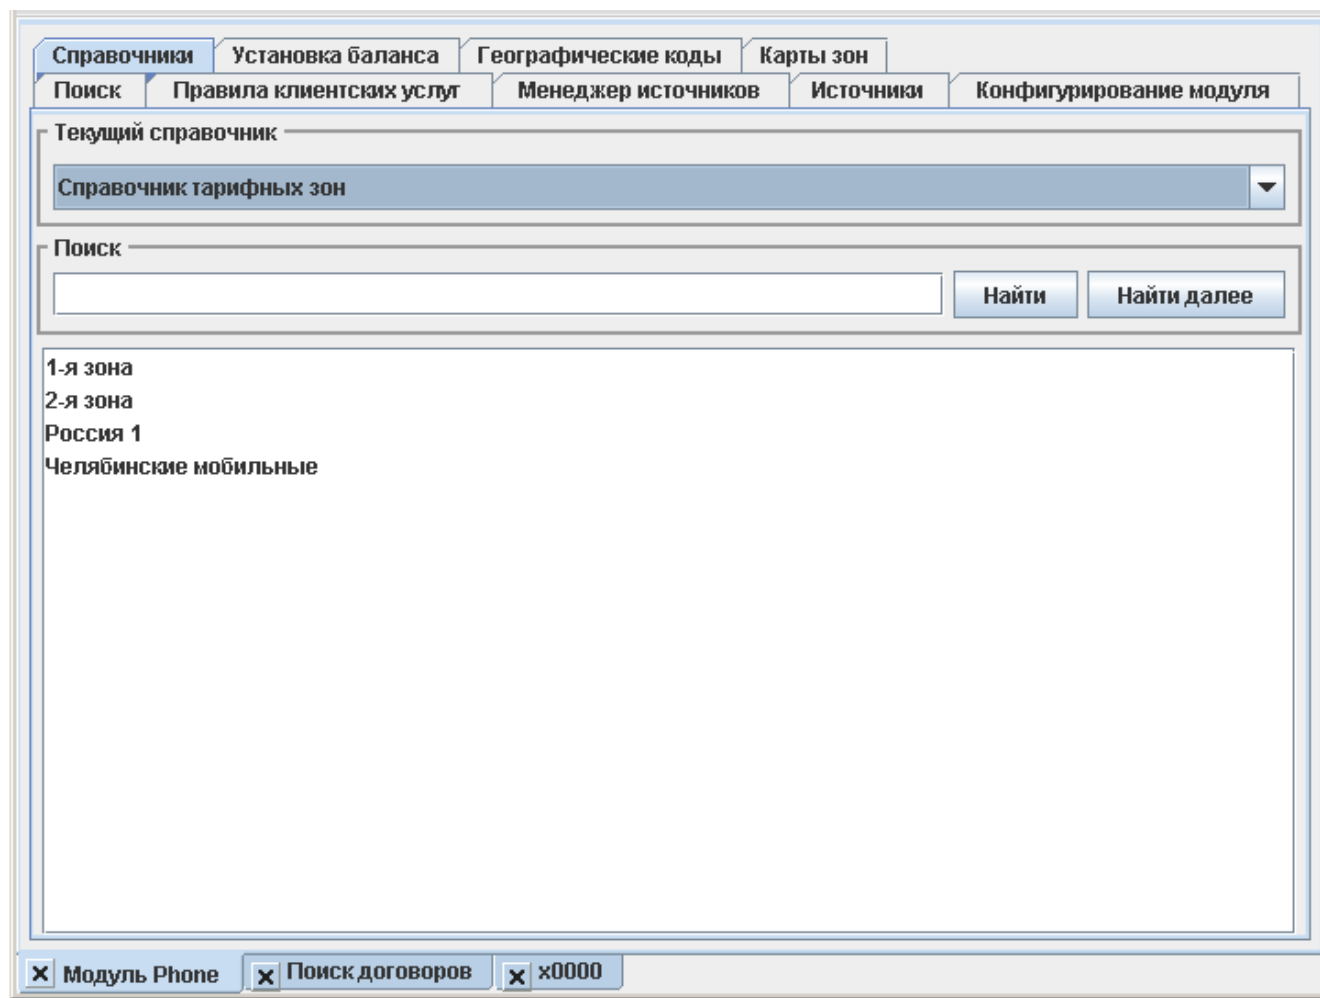 Справочники Установка баланса Географические коды Карты зон
Поиск Правила клиентских услуг Менеджер источников Источники Конфигурирование модуля
Текущий справочник
Справочник тарифных зон
Поиск
Найти Найти далее
1-я зона
2-я зона
Россия 1
Челябинские мобильные
Модуль Phone Поиск договоров x0000